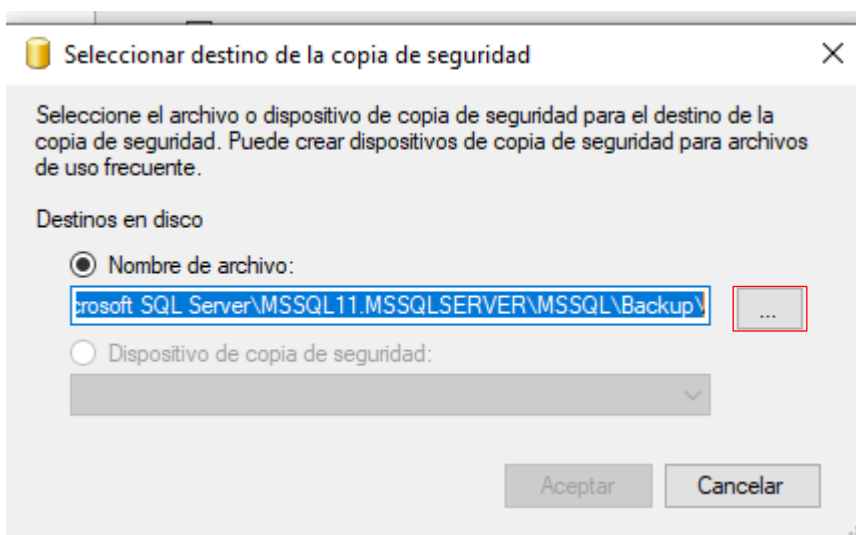 Seleccionar destino de la copia de seguridad
Seleccione el archivo o dispositivo de copia de seguridad para el destino de la
copia de seguridad. Puede crear dispositivos de copia de seguridad para archivos
de uso frecuente.
Destinos en disco
Nombre de archivo:
crosoft SQL Server\MSSQL11.MSSQLSERVER\MSSQL\Backup\
...
Dispositivo de copia de seguridad:
Aceptar Cancelar